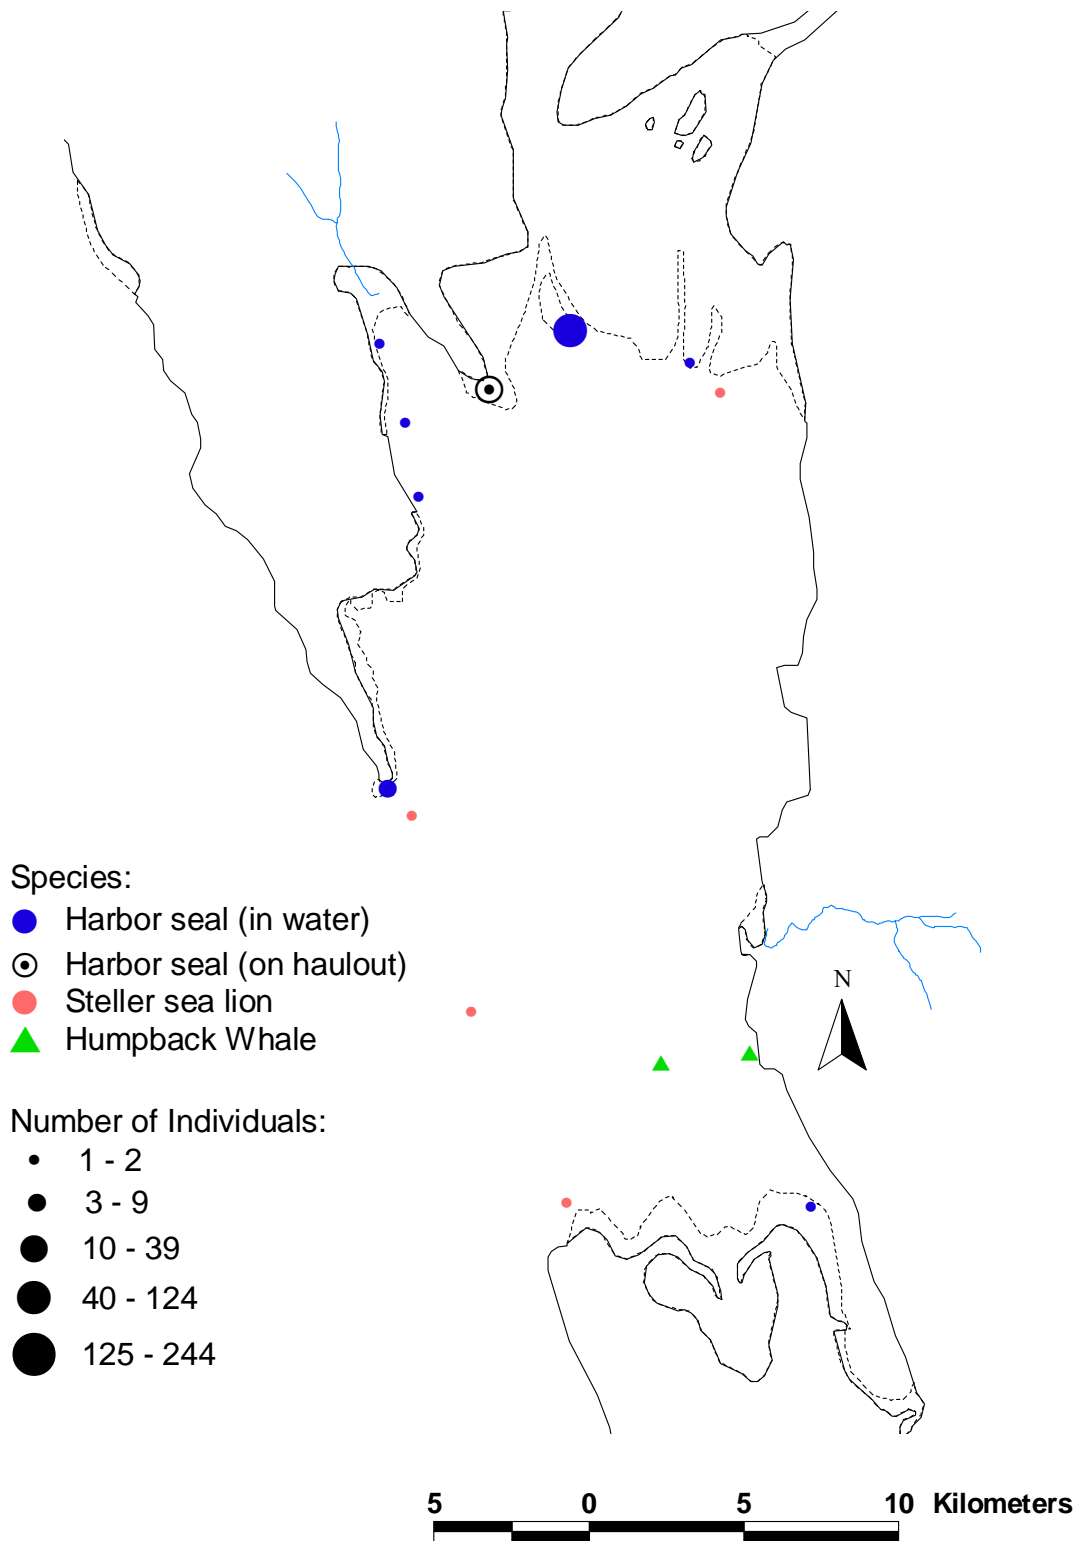 N
Species:
Harbor seal (in water)
Harbor seal (on haulout)
Steller sea lion
Humpback Whale
Number of Individuals:
1 - 2
3 - 9
10 - 39
40 - 124
125 - 244
5 0 5 10 Kilometers